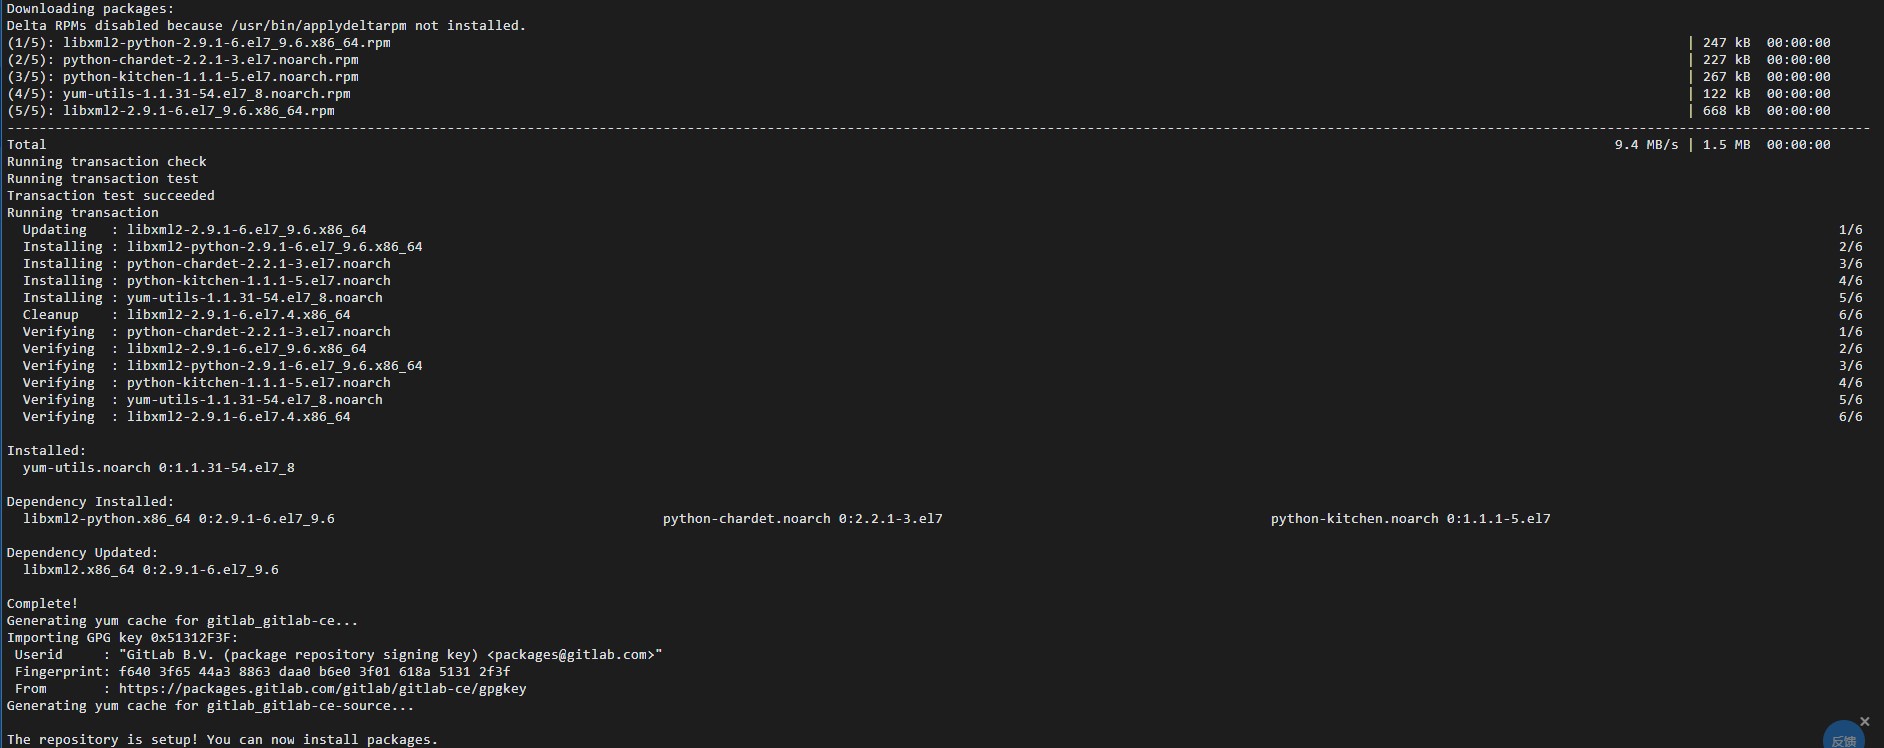 Downloading packages:
Delta RPMs disabled because /usr/bin/applydeltarpm not installed.
(1/5): libxml2-python-2.9.1-6.el7_9.6.x86_64.rpm | 247 kB 00:00:00
(2/5): python-chardet-2.2.1-3.el7.noarch.rpm | 227 kB 00:00:00
(3/5): python-kitchen-1.1.1-5.el7.noarch.rpm | 267 kB 00:00:00
(4/5): yum-utils-1.1.31-54.el7_8.noarch.rpm | 122 kB 00:00:00
(5/5): libxml2-2.9.1-6.el7_9.6.x86_64.rpm | 668 kB 00:00:00
--------------------------------------------------------------------------------
Total 9.4 MB/s | 1.5 MB 00:00:00
Running transaction check
Running transaction test
Transaction test succeeded
Running transaction
Updating : libxml2-2.9.1-6.el7_9.6.x86_64 1/6
Installing : libxml2-python-2.9.1-6.el7_9.6.x86_64 2/6
Installing : python-chardet-2.2.1-3.el7.noarch 3/6
Installing : python-kitchen-1.1.1-5.el7.noarch 4/6
Installing : yum-utils-1.1.31-54.el7_8.noarch 5/6
Cleanup : libxml2-2.9.1-6.el7.4.x86_64 6/6
Verifying : python-chardet-2.2.1-3.el7.noarch 1/6
Verifying : libxml2-2.9.1-6.el7_9.6.x86_64 2/6
Verifying : libxml2-python-2.9.1-6.el7_9.6.x86_64 3/6
Verifying : python-kitchen-1.1.1-5.el7.noarch 4/6
Verifying : yum-utils-1.1.31-54.el7_8.noarch 5/6
Verifying : libxml2-2.9.1-6.el7.4.x86_64 6/6
Installed:
yum-utils.noarch 0:1.1.31-54.el7_8
Dependency Installed:
libxml2-python.x86_64 0:2.9.1-6.el7_9.6 python-chardet.noarch 0:2.2.1-3.el7 python-kitchen.noarch 0:1.1.1-5.el7
Dependency Updated:
libxml2.x86_64 0:2.9.1-6.el7_9.6
Complete!
Generating yum cache for gitlab_gitlab-ce...
Importing GPG key 0x51312F3F:
Userid : "GitLab B.V. (package repository signing key) <packages@gitlab.com>"
Fingerprint: f640 3f65 44a3 8863 daa0 b6e0 3f01 618a 5131 2f3f
From : https://packages.gitlab.com/gitlab/gitlab-ce/gpgkey
Generating yum cache for gitlab_gitlab-ce-source...
The repository is setup! You can now install packages.
反馈